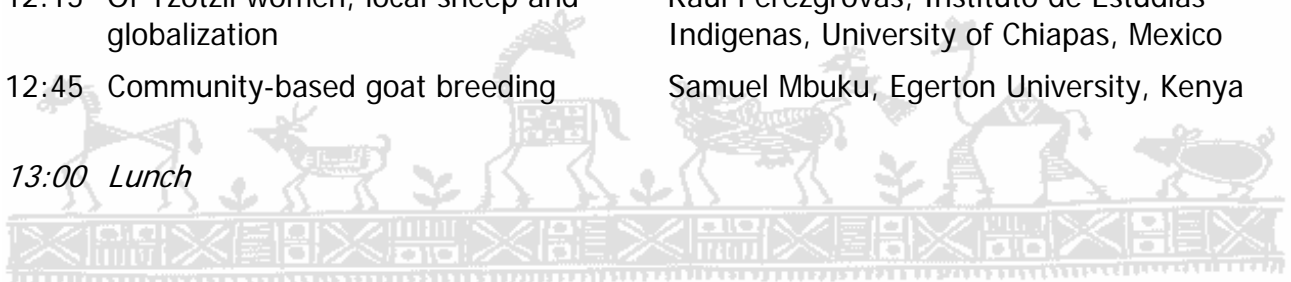 12:15 Of Tzotzil women, local sheep and Raul Perezgrovas, Instituto de Estudias
globalization Indigenas, University of Chiapas, Mexico
12:45 Community-based goat breeding Samuel Mbuku, Egerton University, Kenya
13:00 Lunch